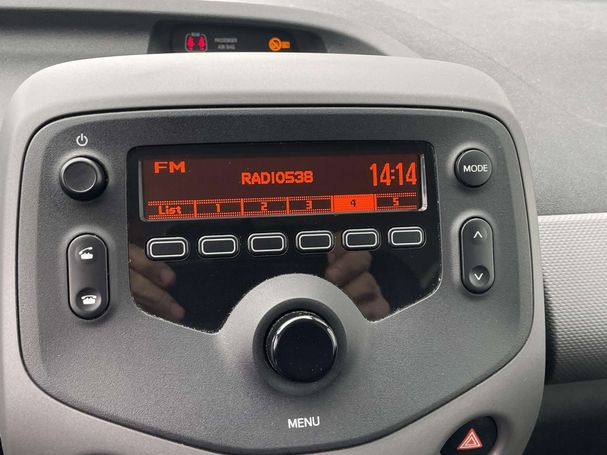 PASSENGER
AIR BAG
FM
RADIO538
14:14
List 1 2 3 4 5
MODE
MENU